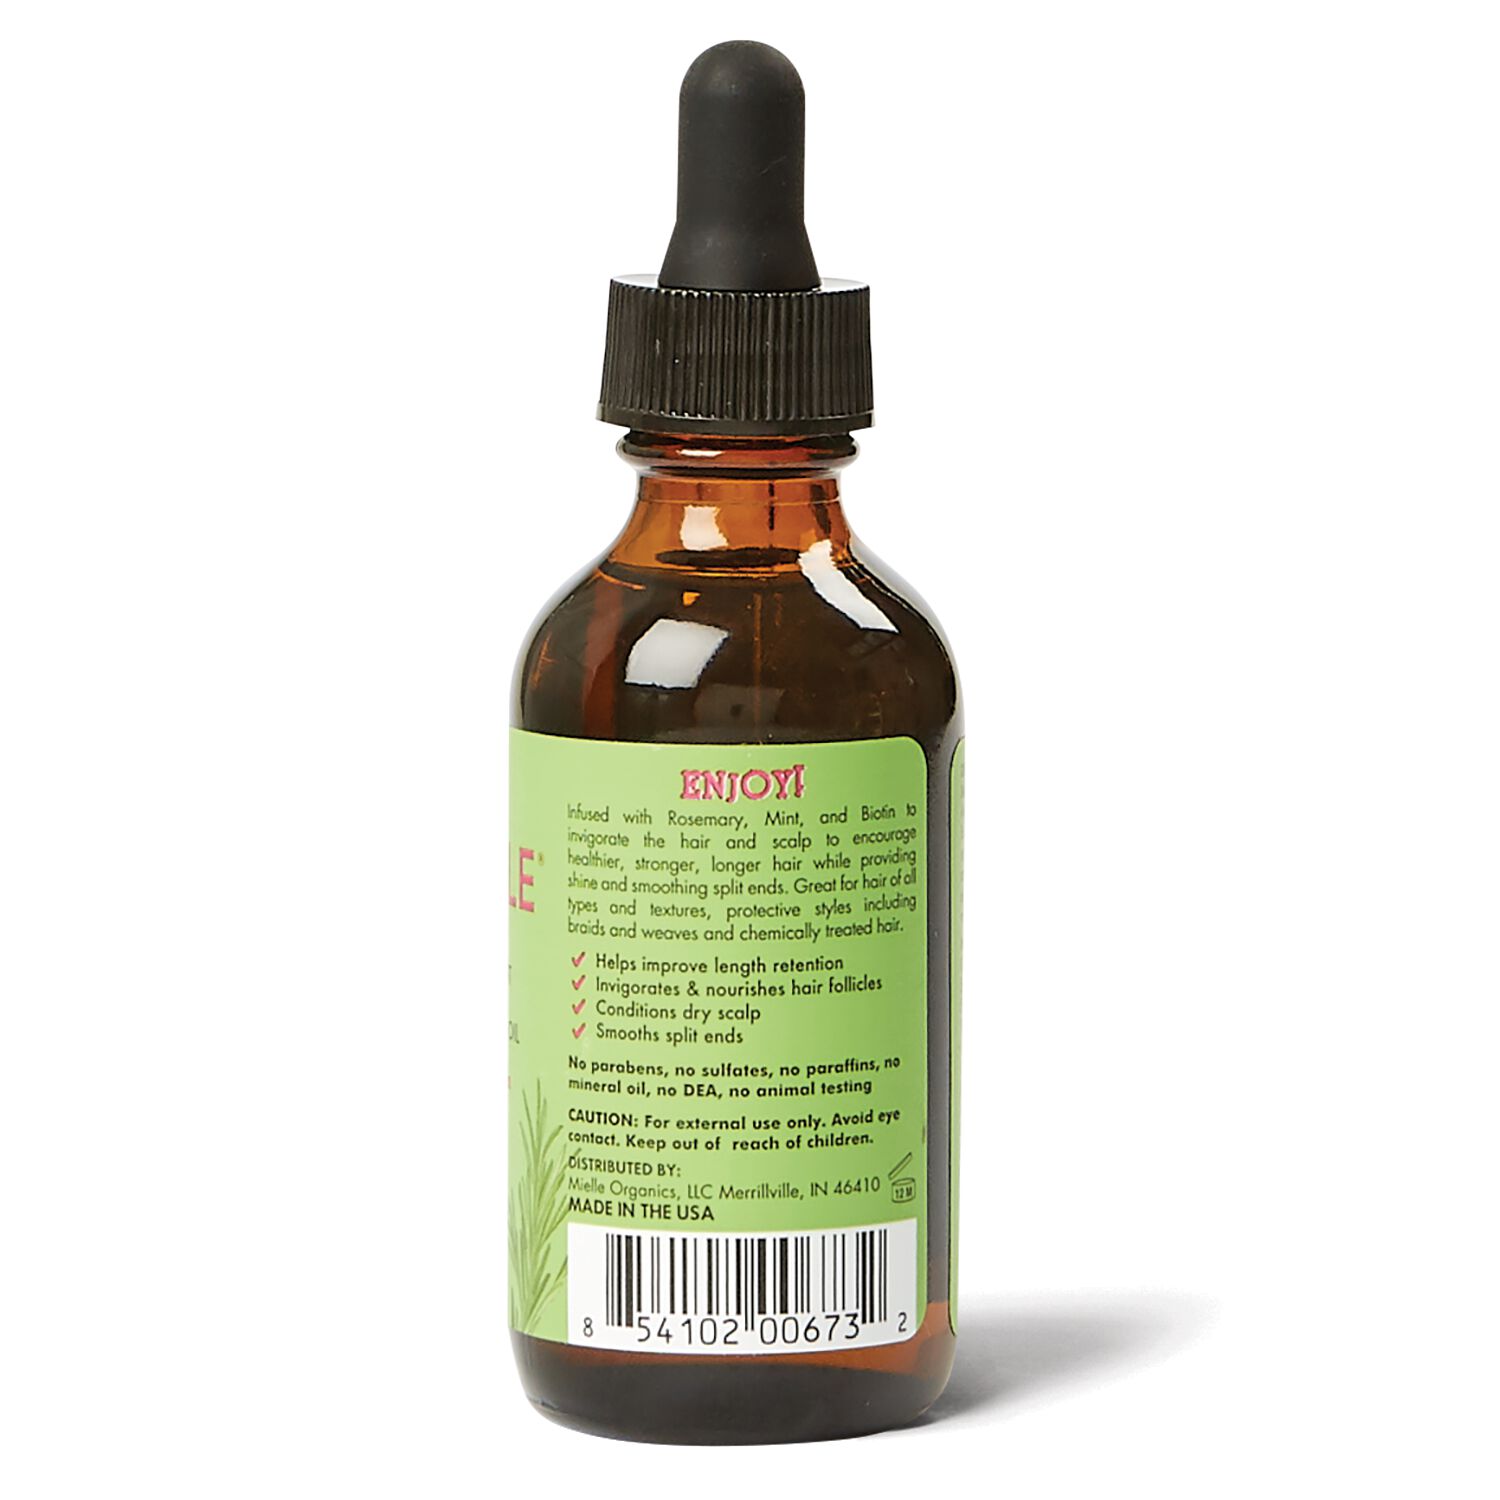 ENJOY!
Infused with Rosemary, Mint, and Biotin to
invigorate the hair and scalp to encourage
healthier, stronger, longer hair while providing
shine and smoothing split ends. Great for hair of all
types and textures, protective styles including
braids and weaves and chemically treated hair.
LE®
✓ Helps improve length retention
✓ Invigorates & nourishes hair follicles
✓ Conditions dry scalp
✓ Smooths split ends
OIL
No parabens, no sulfates, no paraffins, no
mineral oil, no DEA, no animal testing
CAUTION: For external use only. Avoid eye
contact. Keep out of reach of children.
DISTRIBUTED BY:
Mielle Organics, LLC Merrillville, IN 46410
12 M
MADE IN THE USA
8 54102 00673 2